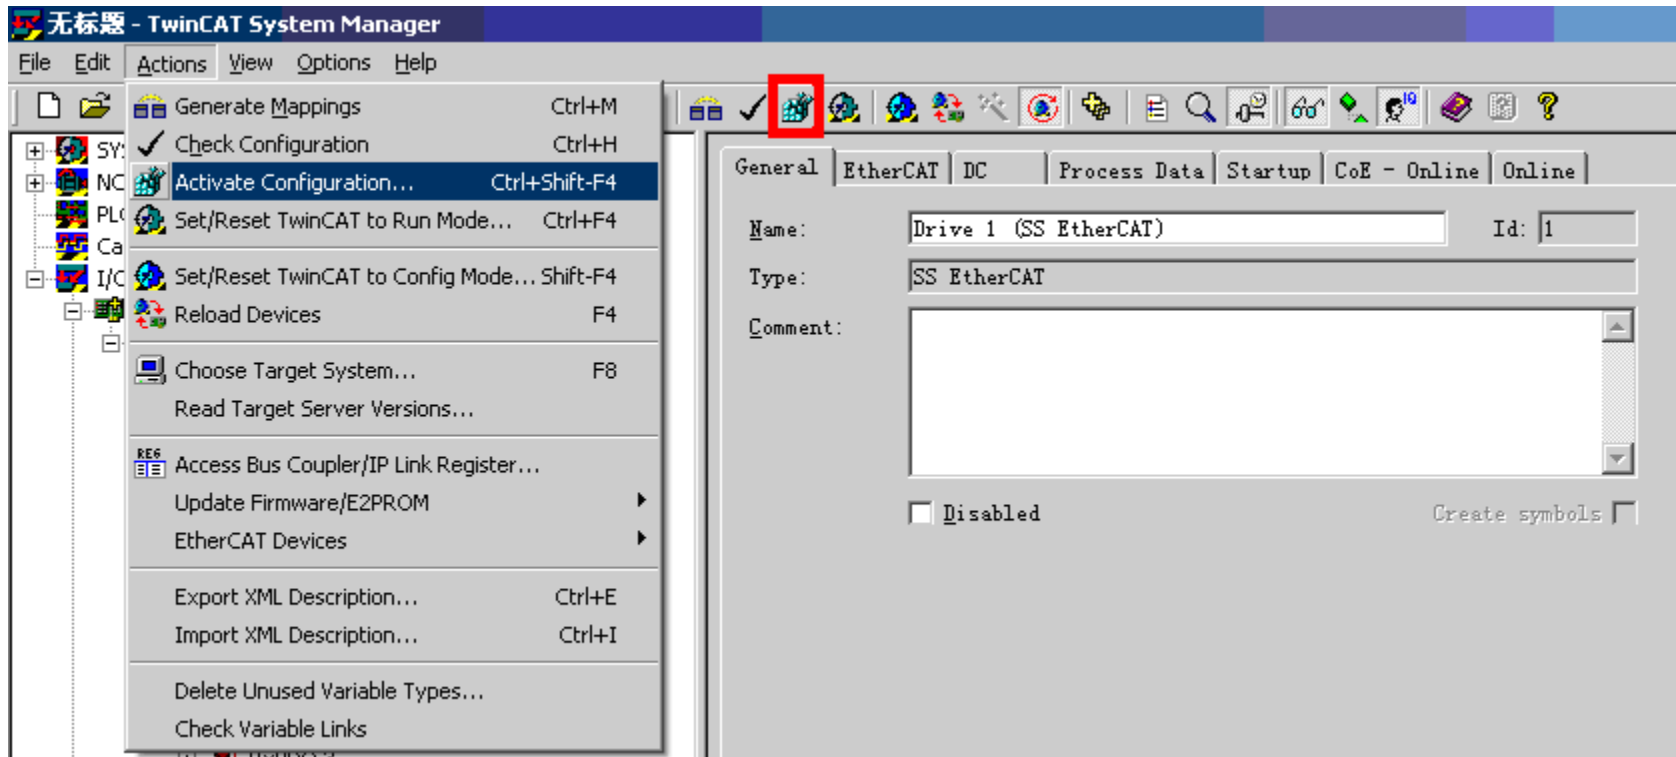 无标题 - TwinCAT System Manager
File Edit Actions View Options Help
Generate Mappings Ctrl+M
Check Configuration Ctrl+H
Activate Configuration... Ctrl+Shift-F4
Set/Reset TwinCAT to Run Mode... Ctrl+F4
Set/Reset TwinCAT to Config Mode... Shift-F4
Reload Devices F4
Choose Target System... F8
Read Target Server Versions...
REG
Access Bus Coupler/IP Link Register...
Update Firmware/E2PROM
EtherCAT Devices
Export XML Description... Ctrl+E
Import XML Description... Ctrl+I
Delete Unused Variable Types...
Check Variable Links
NC
General EtherCAT DC Process Data Startup CoE - Online Online
Name: Drive 1 (SS EtherCAT) Id: 1
Type: SS EtherCAT
Comment:
Disabled Create symbols